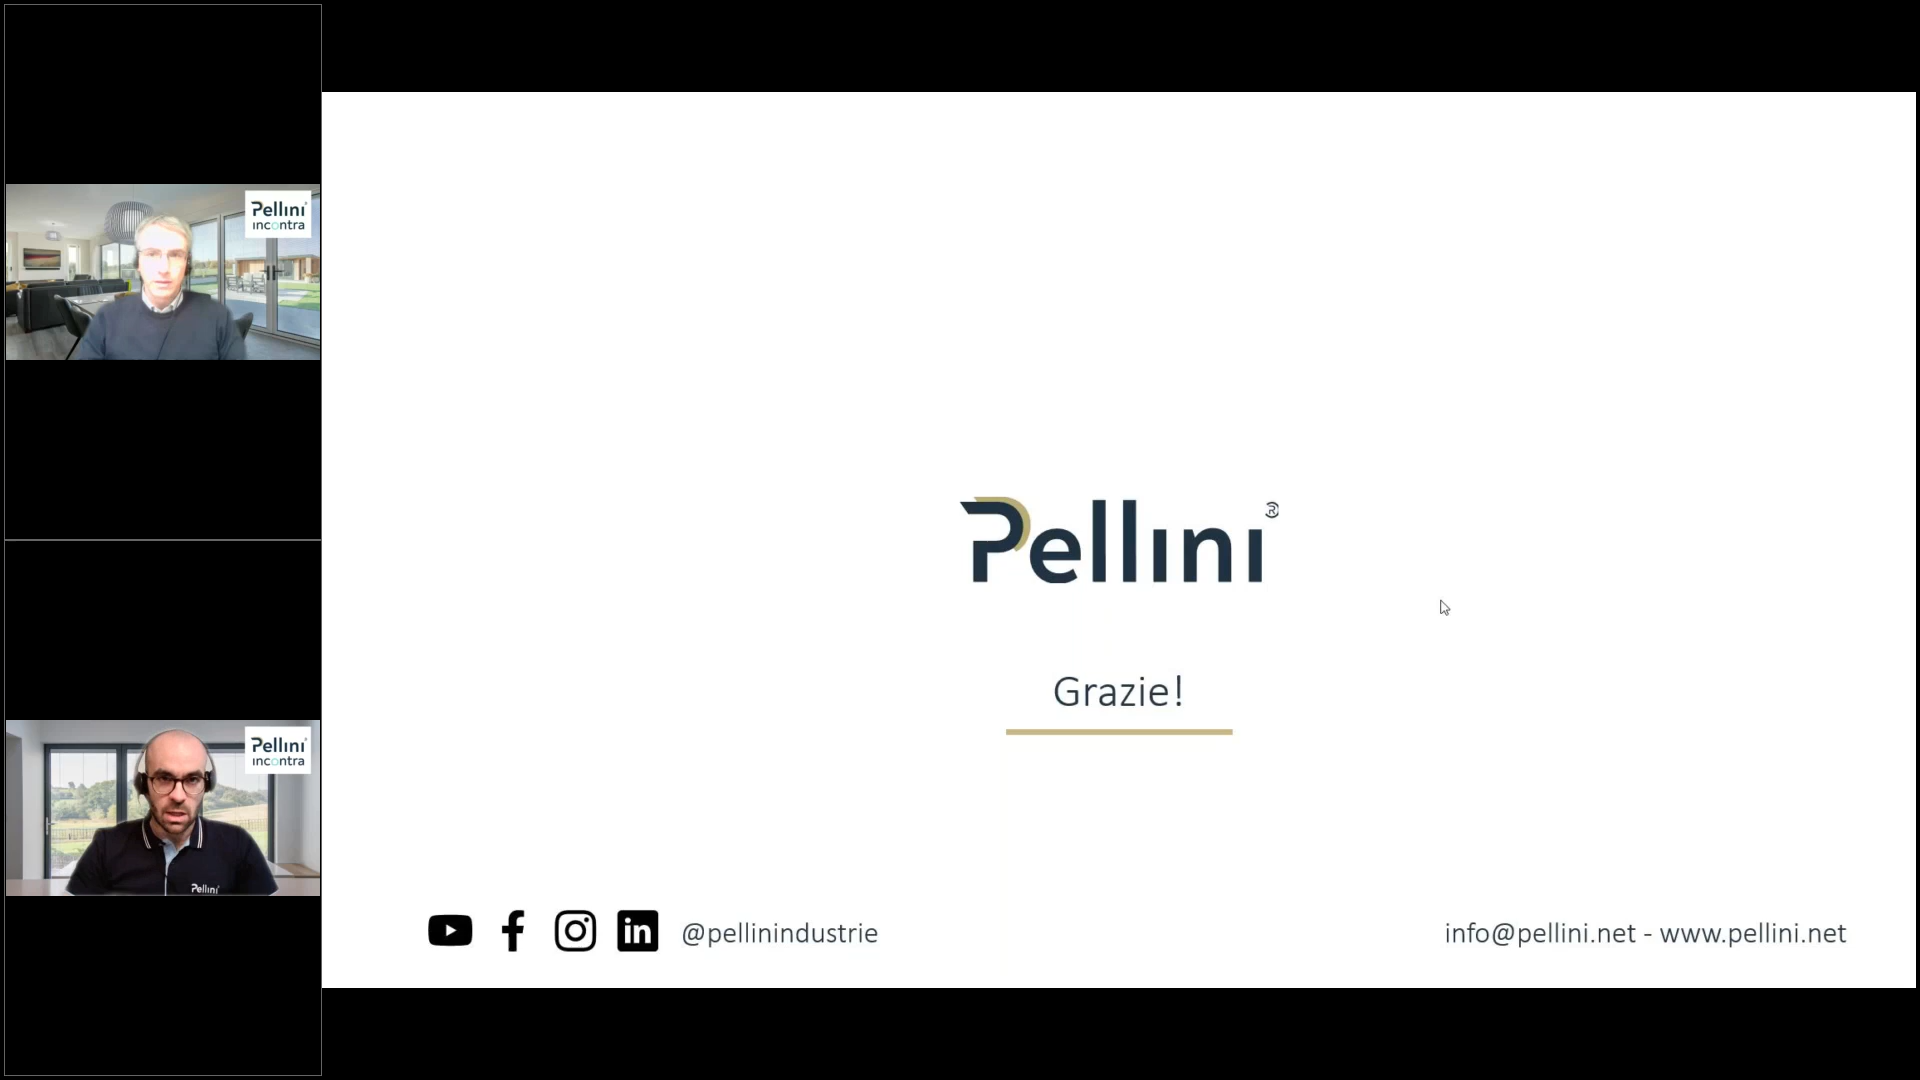 Pellini
incontra
Pellini
incontra
Pellini
Pellini®
Grazie!
@pellinindustrie
info@pellini.net - www.pellini.net